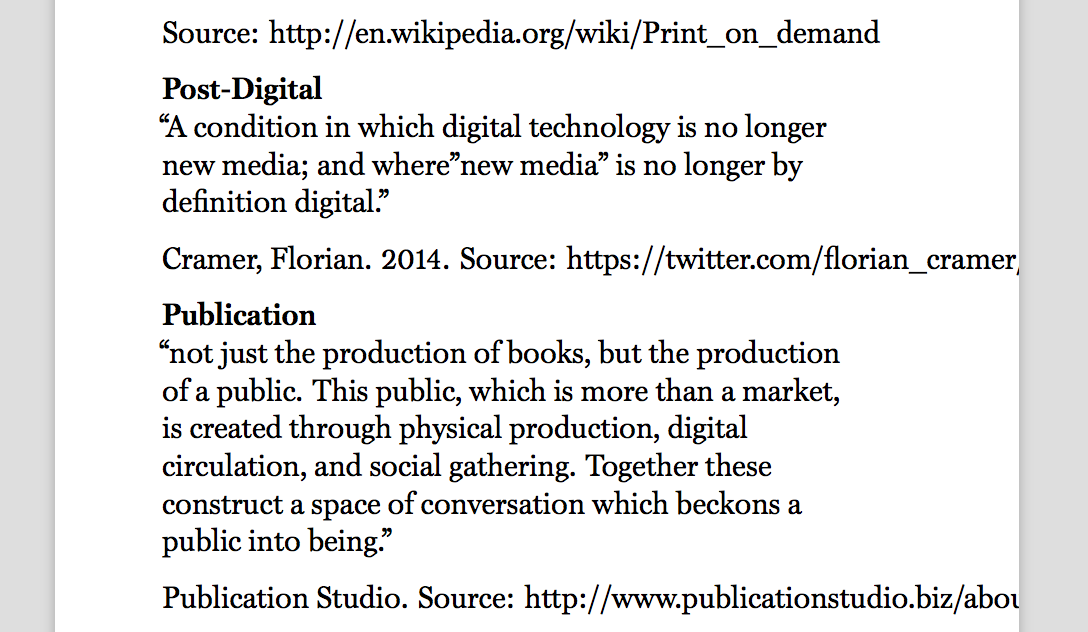 Source: http://en.wikipedia.org/wiki/Print_on_demand
Post-Digital
“A condition in which digital technology is no longer
new media; and where”new media” is no longer by
definition digital.”
Cramer, Florian. 2014. Source: https://twitter.com/florian_cramer,
Publication
“not just the production of books, but the production
of a public. This public, which is more than a market,
is created through physical production, digital
circulation, and social gathering. Together these
construct a space of conversation which beckons a
public into being.”
Publication Studio. Source: http://www.publicationstudio.biz/abou